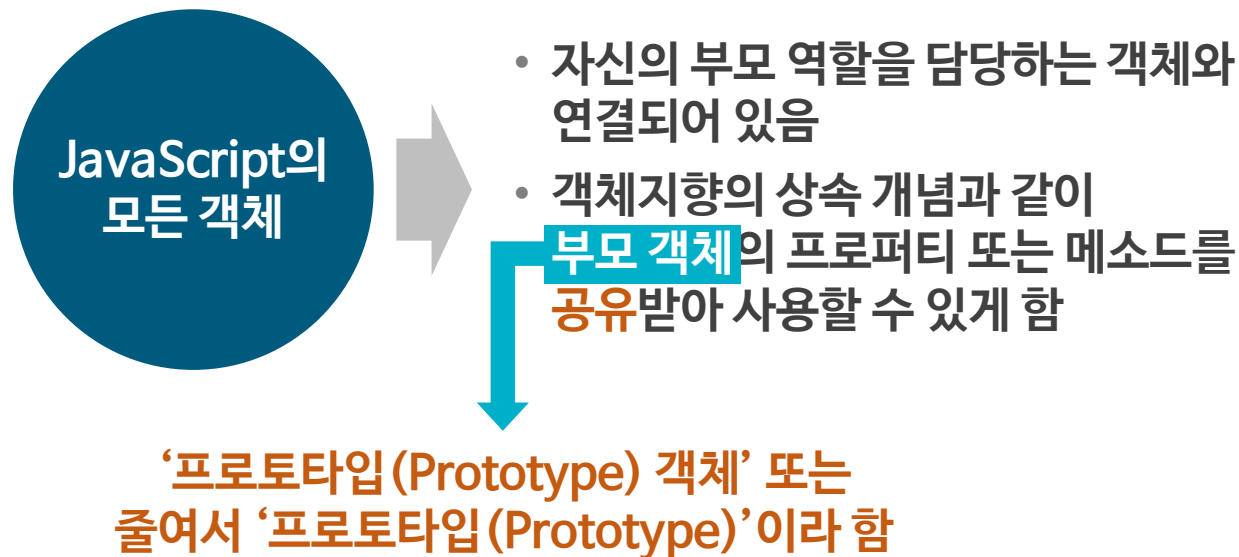 JavaScript의
모든 객체
• 자신의 부모 역할을 담당하는 객체와
연결되어 있음
• 객체지향의 상속 개념과 같이
부모 객체의 프로퍼티 또는 메소드를
공유받아 사용할 수 있게 함
‘프로토타입(Prototype) 객체’ 또는
줄여서 ‘프로토타입(Prototype)’이라 함